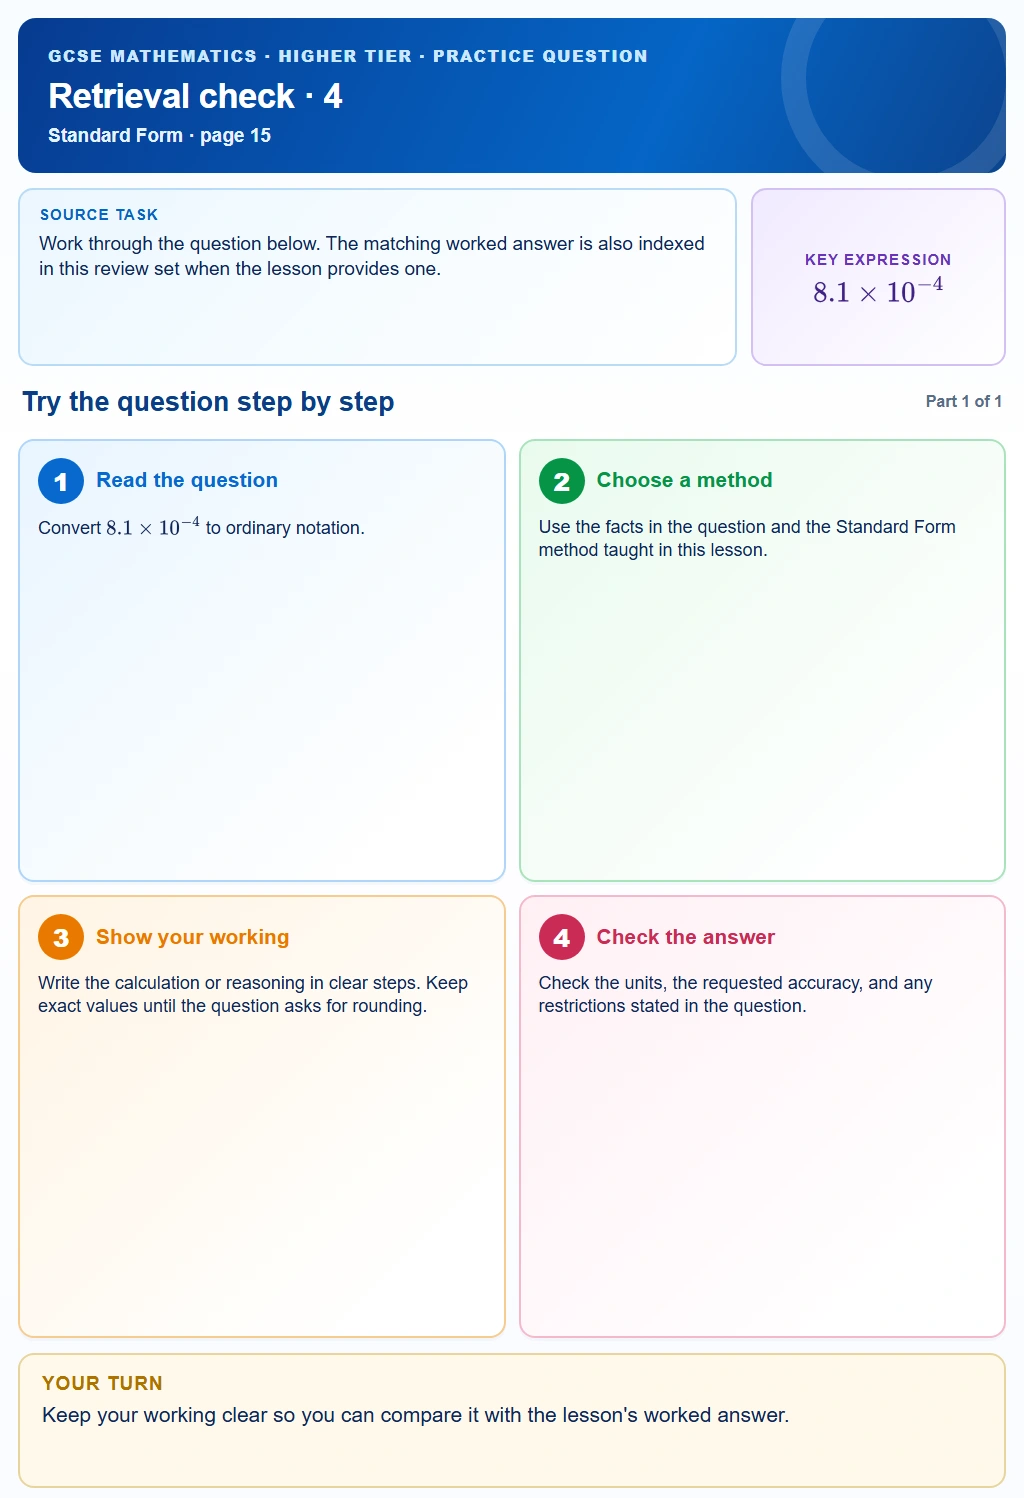 GCSE MATHEMATICS · HIGHER TIER · PRACTICE QUESTION
Retrieval check · 4
Standard Form · page 15
SOURCE TASK
Work through the question below. The matching worked answer is also indexed
in this review set when the lesson provides one.
KEY EXPRESSION
8.1 × 10⁻⁴
Try the question step by step
Part 1 of 1
1 Read the question
Convert 8.1 × 10⁻⁴ to ordinary notation.
2 Choose a method
Use the facts in the question and the Standard Form
method taught in this lesson.
3 Show your working
Write the calculation or reasoning in clear steps. Keep
exact values until the question asks for rounding.
4 Check the answer
Check the units, the requested accuracy, and any
restrictions stated in the question.
YOUR TURN
Keep your working clear so you can compare it with the lesson's worked answer.